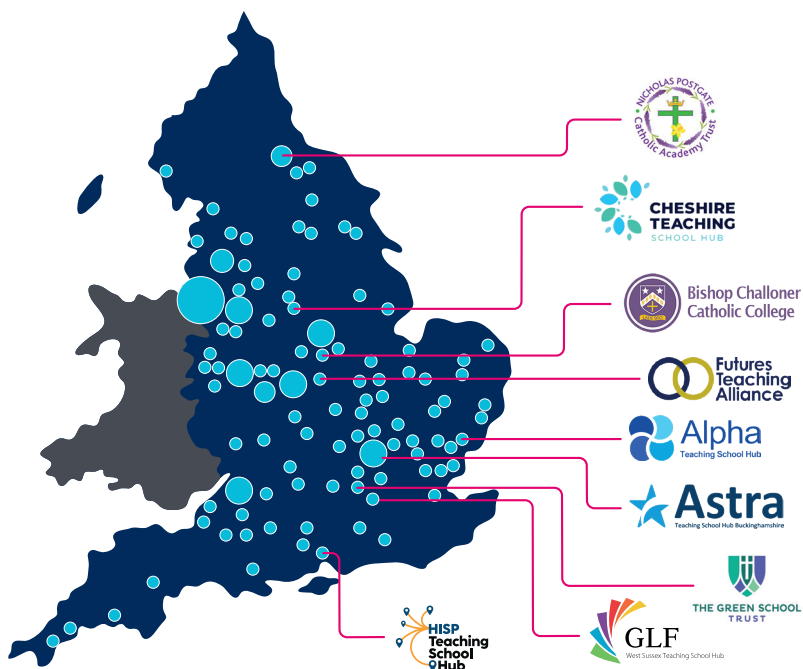 NICHOLAS POSTGATE
Catholic Academy Trust
CHESHIRE
TEACHING
SCHOOL HUB
Bishop Challoner
Catholic College
Futures
Teaching
Alliance
Alpha
Teaching School Hub
Astra
Teaching School Hub Buckinghamshire
THE GREEN SCHOOL
TRUST
GLF
West Sussex Teaching School Hub
HISP
Teaching
School
Hub